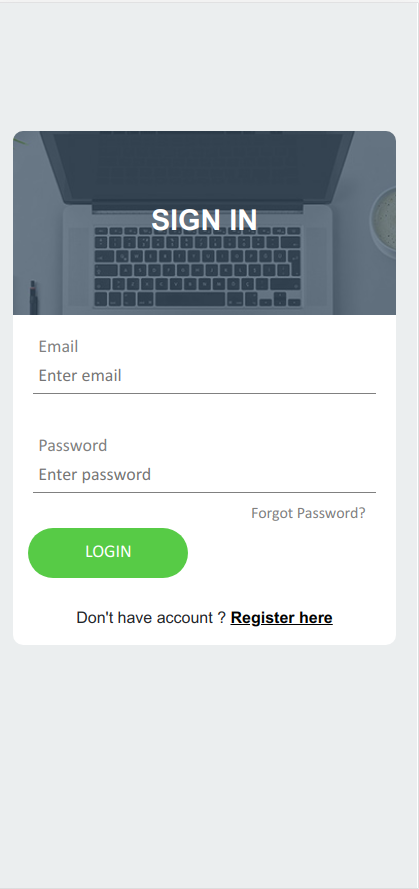 SIGN IN
Email
Enter email
Password
Enter password
Forgot Password?
LOGIN
Don't have account ? Register here